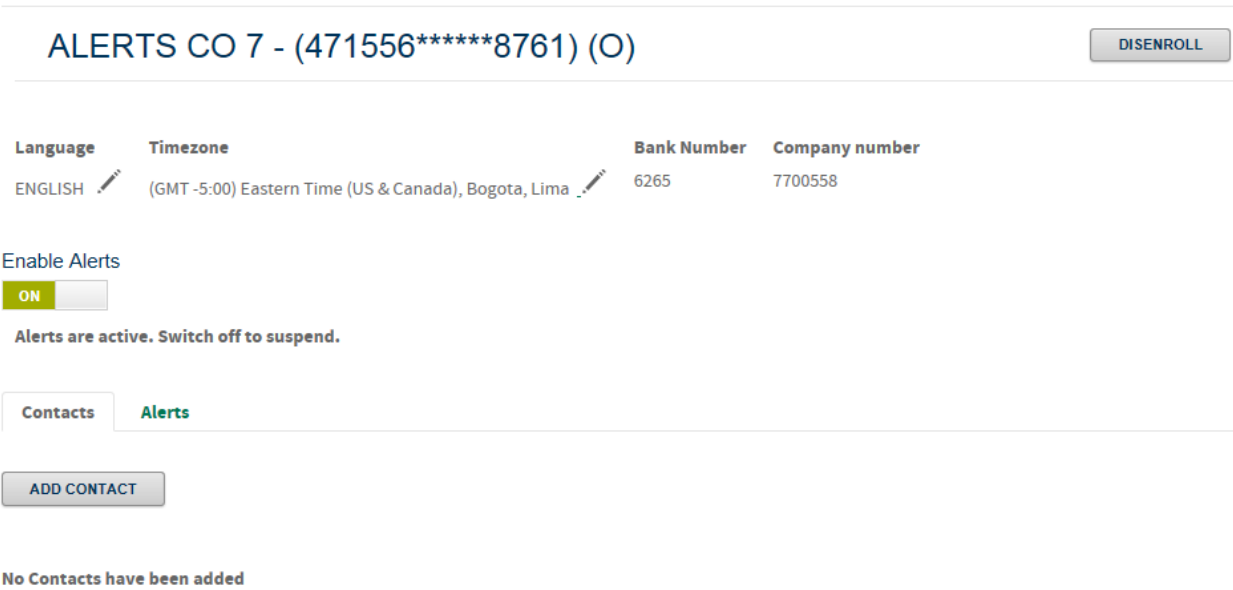 ALERTS CO 7 - (471556******8761) (O)
DISENROLL
Language Timezone Bank Number Company number
ENGLISH (GMT -5:00) Eastern Time (US & Canada), Bogota, Lima 6265 7700558
Enable Alerts
ON
Alerts are active. Switch off to suspend.
Contacts Alerts
ADD CONTACT
No Contacts have been added